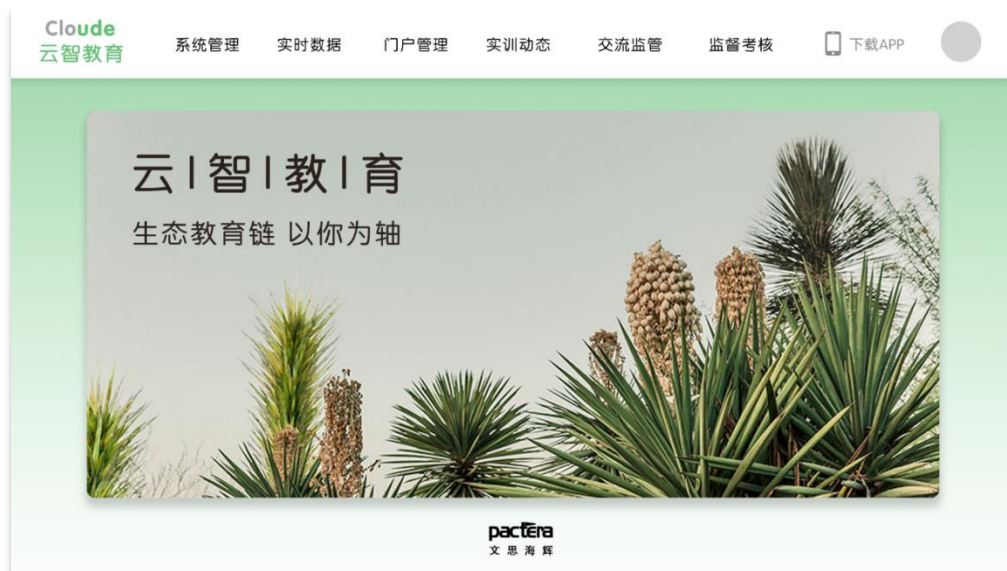 Cloude
云智教育
系统管理 实时数据 门户管理 实训动态 交流监管 监督考核 下载APP
云|智|教|育
生态教育链 以你为轴
pactera
文思海辉